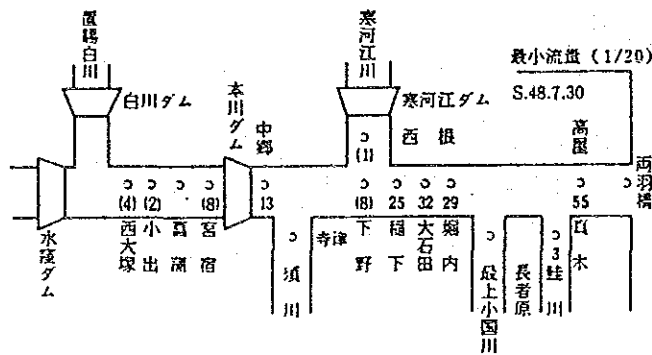 置賜白川
白川ダム
水窪ダム
(4)
西大塚
(2)
小出
(8)
宮宿
本川ダム
中郷
13
須川
寺津
寒河江川
寒河江ダム
(1)
西根
(8)
下野
25
稲下
32
大石田
29
堀内
最上小国川
長者原
3
鮭川
55
真木
高屋
両羽橋
最小流量 (1/20)
S.48.7.30